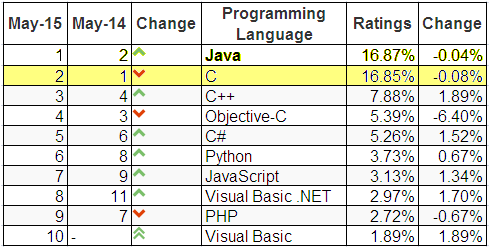 May-15 May-14 Change Programming Language Ratings Change
1 2 Java 16.87% -0.04%
2 1 C 16.85% -0.08%
3 4 C++ 7.88% 1.89%
4 3 Objective-C 5.39% -6.40%
5 6 C# 5.26% 1.52%
6 8 Python 3.73% 0.67%
7 9 JavaScript 3.13% 1.34%
8 11 Visual Basic .NET 2.97% 1.70%
9 7 PHP 2.72% -0.67%
10 - Visual Basic 1.89% 1.89%